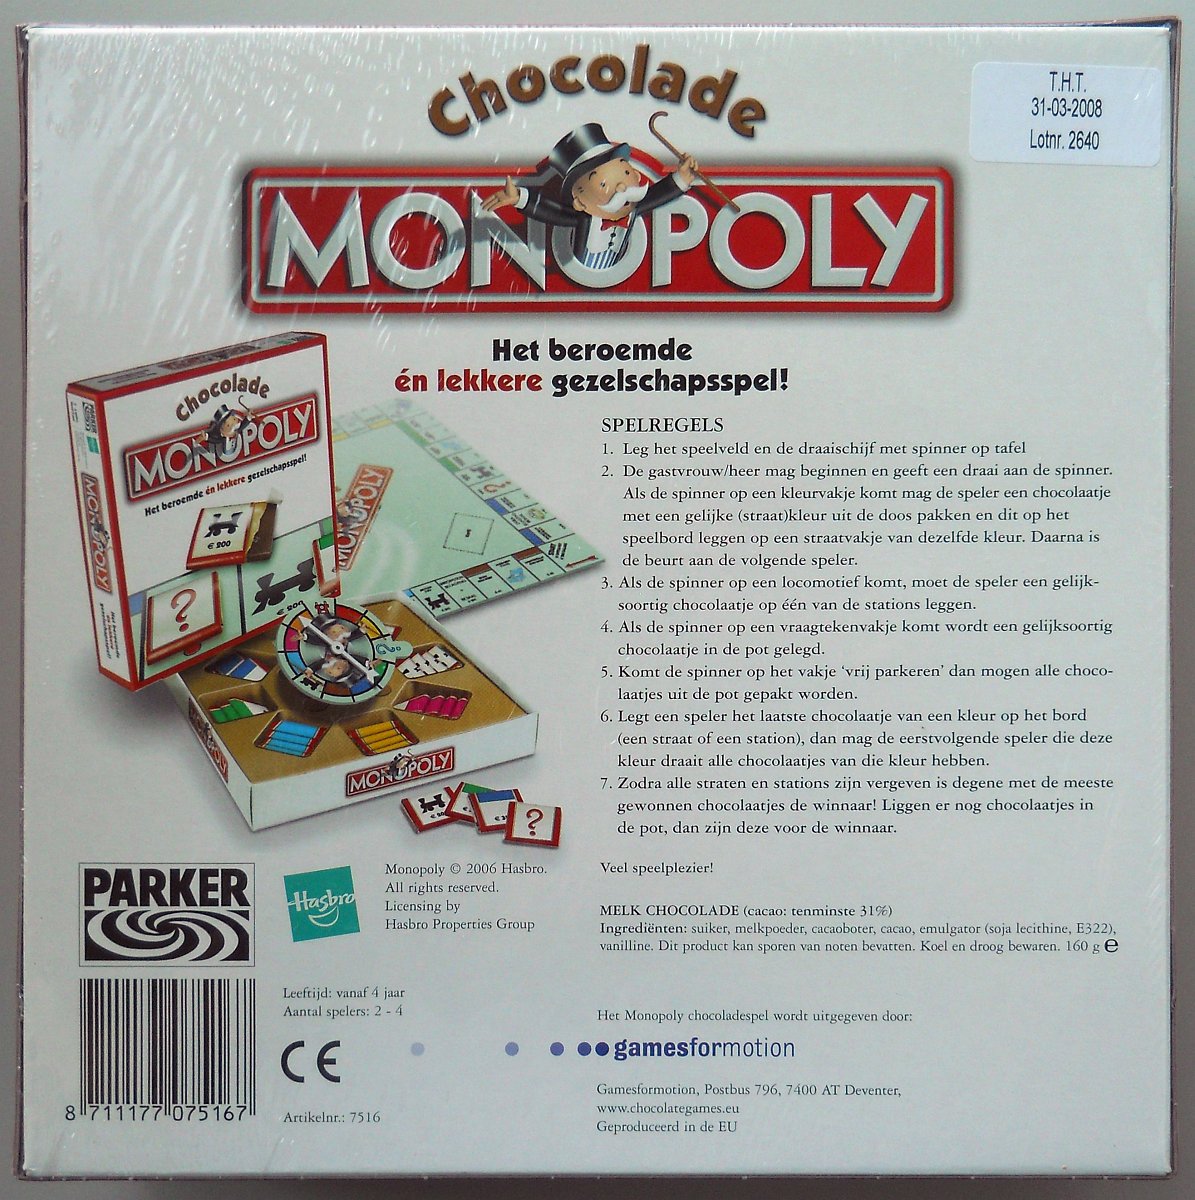 Chocolade
T.H.T.
31-03-2008
Lotnr. 2640
MONOPOLY
Het beroemde
én lekkere gezelschapsspel!
Chocolade
MONOPOLY
Het beroemde én lekkere gezelschapsspel!
MONOPOLY
€ 200
?
MONOPOLY
€ 200
?
MONOPOLY
?
SPELREGELS
1. Leg het speelveld en de draaischijf met spinner op tafel
2. De gastvrouw/heer mag beginnen en geeft een draai aan de spinner.
Als de spinner op een kleurvakje komt mag de speler een chocolaatje
met een gelijke (straat)kleur uit de doos pakken en dit op het
speelbord leggen op een straatvakje van dezelfde kleur. Daarna is
de beurt aan de volgende speler.
3. Als de spinner op een locomotief komt, moet de speler een gelijk-
soortig chocolaatje op één van de stations leggen.
4. Als de spinner op een vraagtekenvakje komt wordt een gelijksoortig
chocolaatje in de pot gelegd.
5. Komt de spinner op het vakje ‘vrij parkeren’ dan mogen alle choco-
laatjes uit de pot gepakt worden.
6. Legt een speler het laatste chocolaatje van een kleur op het bord
(een straat of een station), dan mag de eerstvolgende speler die deze
kleur draait alle chocolaatjes van die kleur hebben.
7. Zodra alle straten en stations zijn vergeven is degene met de meeste
gewonnen chocolaatjes de winnaar! Liggen er nog chocolaatjes in
de pot, dan zijn deze voor de winnaar.
Veel speelplezier!
MELK CHOCOLADE (cacao: tenminste 31%)
Ingrediënten: suiker, melkpoeder, cacaoboter, cacao, emulgator (soja lecithine, E322),
vanilline. Dit product kan sporen van noten bevatten. Koel en droog bewaren. 160 g ℮
PARKER
Hasbro
Monopoly © 2006 Hasbro.
All rights reserved.
Licensing by
Hasbro Properties Group
Leeftijd: vanaf 4 jaar
Aantal spelers: 2 - 4
CE
Artikelnr.: 7516
8 711177 075167
Het Monopoly chocoladespel wordt uitgegeven door:
gamesformotion
Gamesformotion, Postbus 796, 7400 AT Deventer,
www.chocolategames.eu
Geproduceerd in de EU